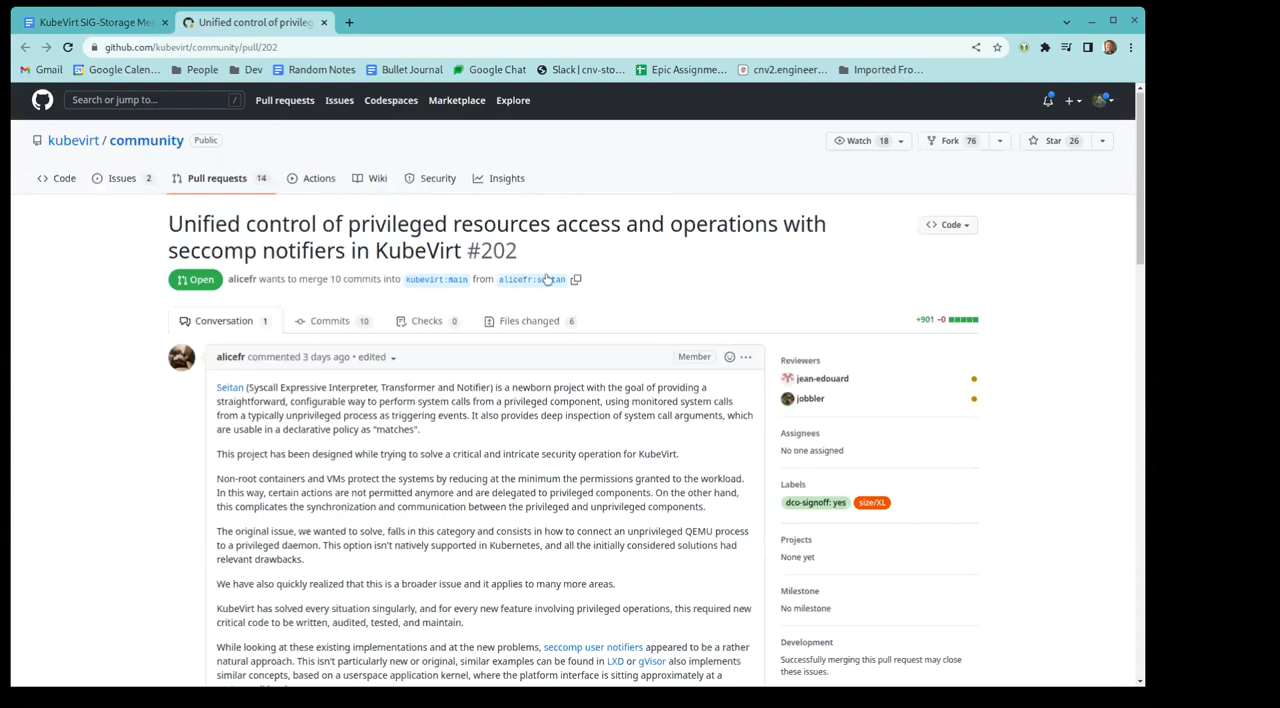 KubeVirt SIG-Storage Me
Unified control of privileg
github.com/kubevirt/community/pull/202
Gmail
Google Calen...
People
Dev
Random Notes
Bullet Journal
Google Chat
Slack | cnv-sto...
Epic Assignme...
cnv2.engineer...
Imported Fro...
Search or jump to...
/
Pull requests
Issues
Codespaces
Marketplace
Explore
kubevirt / community
Public
Watch 18
Fork 76
Star 26
Code
Issues 2
Pull requests 14
Actions
Wiki
Security
Insights
Unified control of privileged resources access and operations with
seccomp notifiers in KubeVirt #202
Code
Open
alicefr wants to merge 10 commits into kubevirt:main from
Conversation 1
Commits 10
Checks 0
Files changed 6
+901 −0
alicefr commented 3 days ago • edited
Member
Seitan (Syscall Expressive Interpreter, Transformer and Notifier) is a newborn project with the goal of providing a
straightforward, configurable way to perform system calls from a privileged component, using monitored system calls
from a typically unprivileged process as triggering events. It also provides deep inspection of system call arguments, which
are usable in a declarative policy as "matches".
This project has been designed while trying to solve a critical and intricate security operation for KubeVirt.
Non-root containers and VMs protect the systems by reducing at the minimum the permissions granted to the workload.
In this way, certain actions are not permitted anymore and are delegated to privileged components. On the other hand,
this complicates the synchronization and communication between the privileged and unprivileged components.
The original issue, we wanted to solve, falls in this category and consists in how to connect an unprivileged QEMU process
to a privileged daemon. This option isn't natively supported in Kubernetes, and all the initially considered solutions had
relevant drawbacks.
We have also quickly realized that this is a broader issue and it applies to many more areas.
KubeVirt has solved every situation singularly, and for every new feature involving privileged operations, this required new
critical code to be written, audited, tested, and maintain.
While looking at these existing implementations and at the new problems, seccomp user notifiers appeared to be a rather
natural approach. This isn't particularly new or original, similar examples can be found in LXD or gVisor also implements
similar concepts, based on a userspace application kernel, where the platform interface is sitting approximately at a
Reviewers
jean-edouard
jobbler
Assignees
No one assigned
Labels
dco-signoff: yes
size/XL
Projects
None yet
Milestone
No milestone
Development
Successfully merging this pull request may close
these issues.